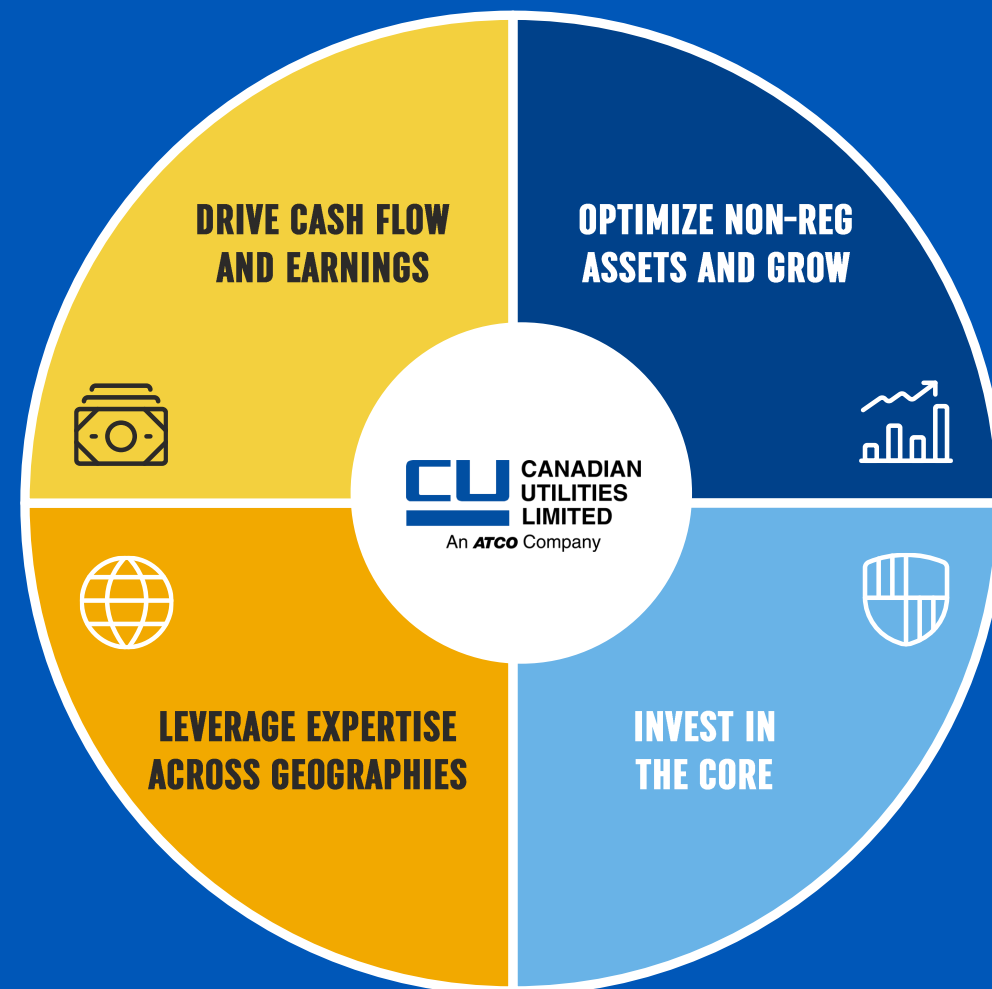 DRIVE CASH FLOW
AND EARNINGS
OPTIMIZE NON-REG
ASSETS AND GROW
CU
CANADIAN
UTILITIES
LIMITED
An ATCO Company
LEVERAGE EXPERTISE
ACROSS GEOGRAPHIES
INVEST IN
THE CORE